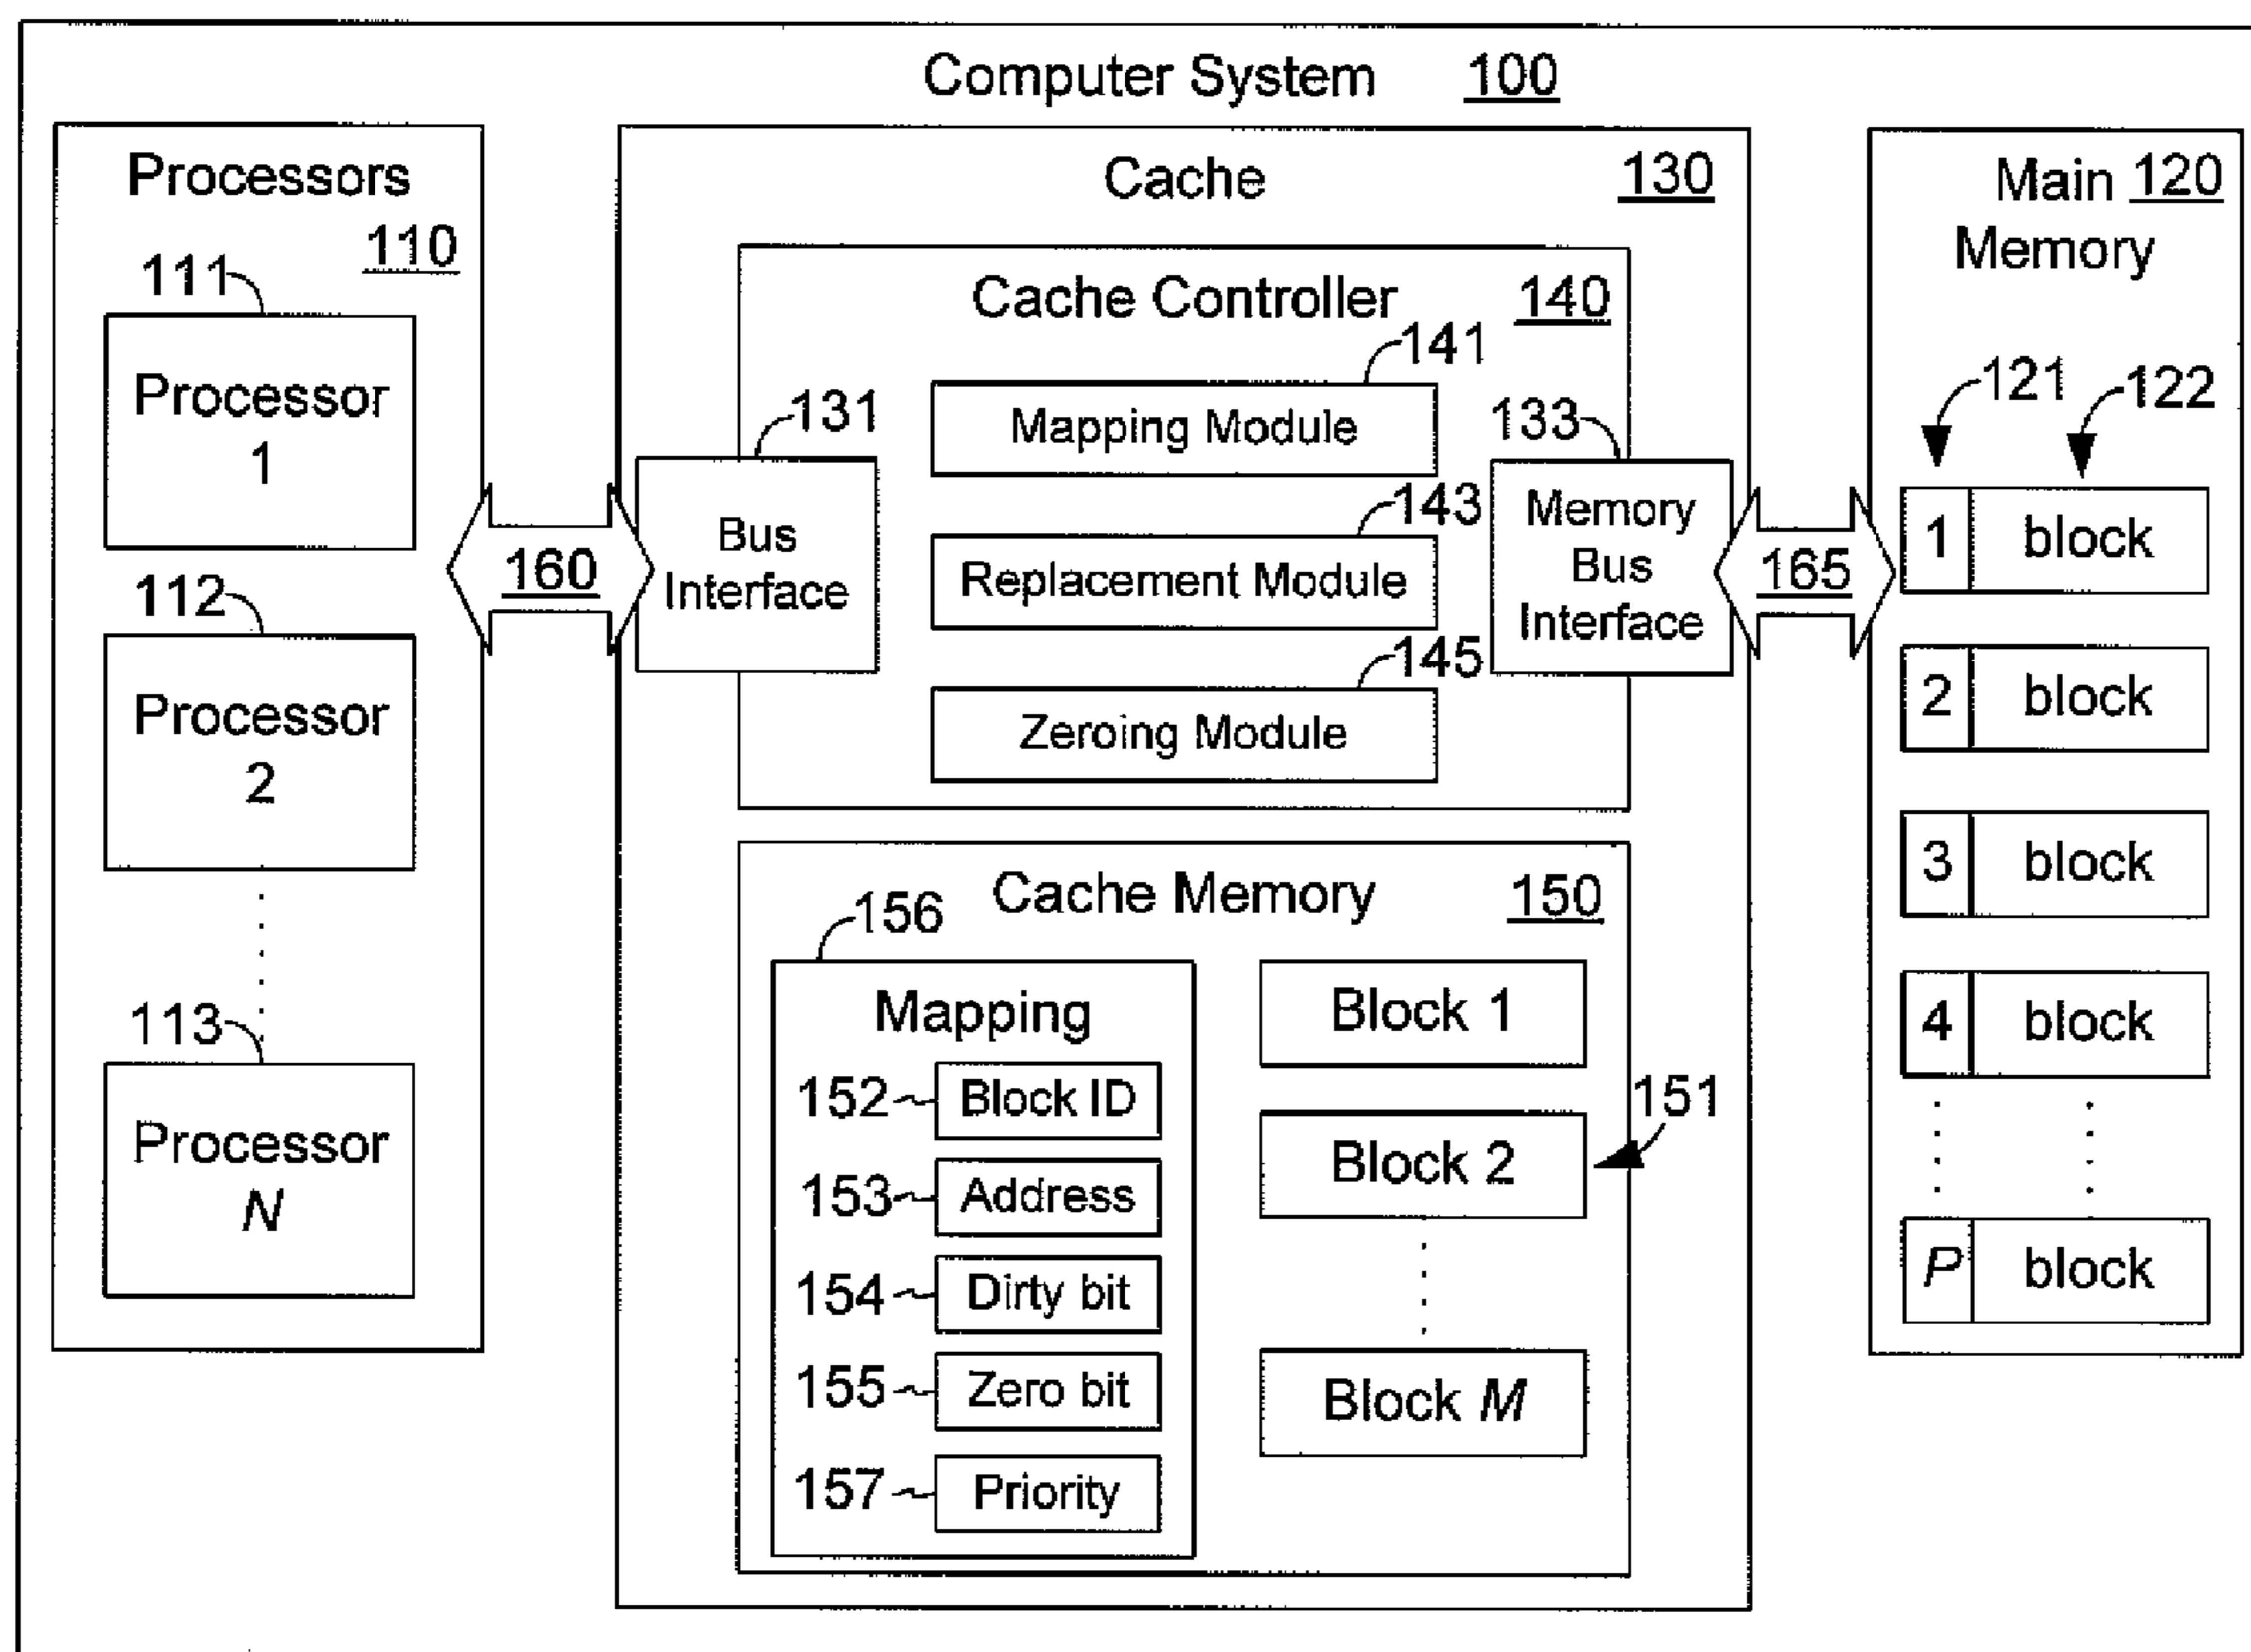 Computer System 100
Processors
110
111
Processor
1
112
Processor
2
113
Processor
N
160
Cache 130
Cache Controller 140
141
Mapping Module
131
Bus
Interface
143
Replacement Module
145
Zeroing Module
133
Memory
Bus
Interface
165
Cache Memory 150
156
Mapping
152 Block ID
153 Address
154 Dirty bit
155 Zero bit
157 Priority
Block 1
151
Block 2
Block M
Main 120
Memory
121 122
1 block
2 block
3 block
4 block
P block